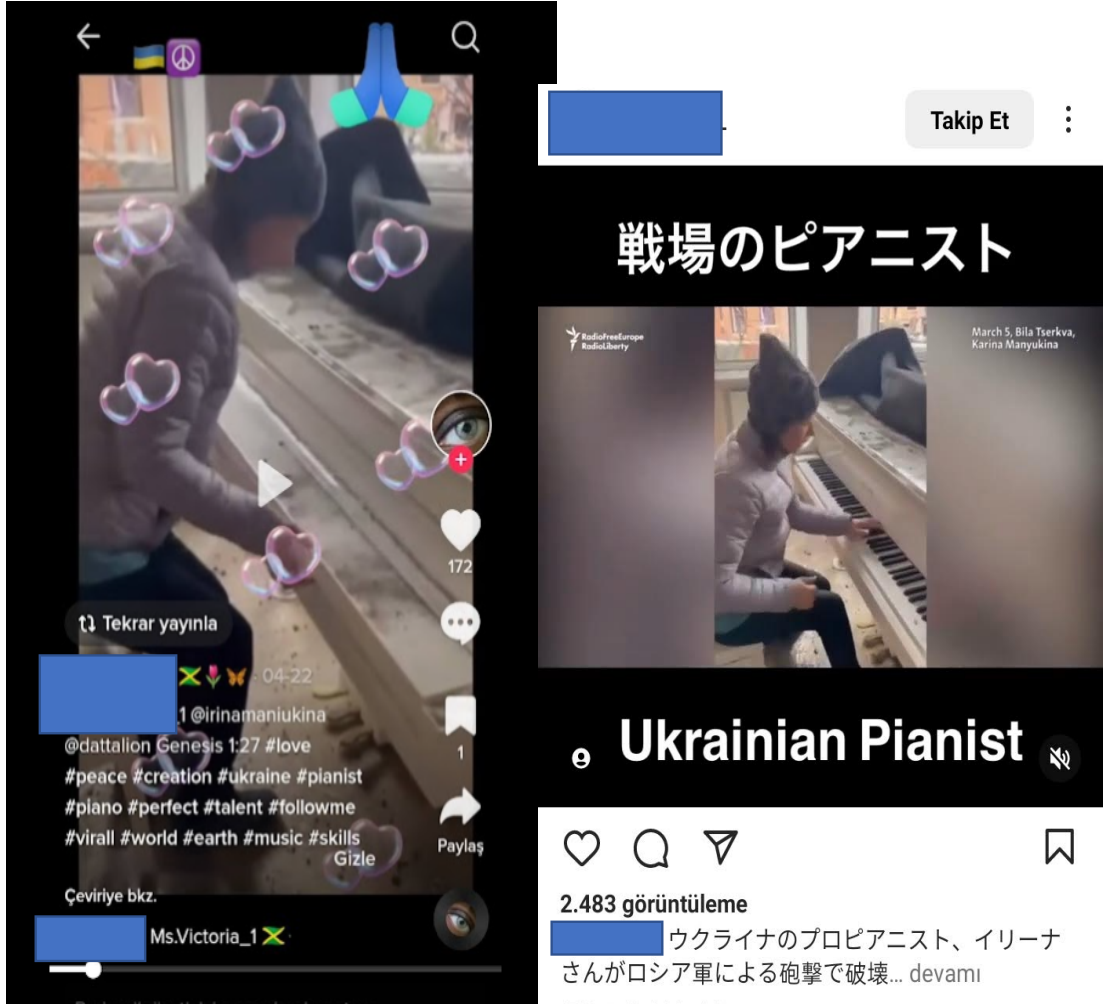 172
Tekrar yayınla
04-22
_1 @irinamaniukina
@dattalion Genesis 1:27 #love
#peace #creation #ukraine #pianist
#piano #perfect #talent #followme
#virall #world #earth #music #skills
Gizle
1
Paylaş
Çeviriye bkz.
Ms.Victoria_1
Takip Et
戦場のピアニスト
RadioFreeEurope
RadioLiberty
March 5, Bila Tserkva,
Karina Manyukina
Ukrainian Pianist
2.483 görüntüleme
ウクライナのプロピアニスト、イリーナ
さんがロシア軍による砲撃で破壊... devamı